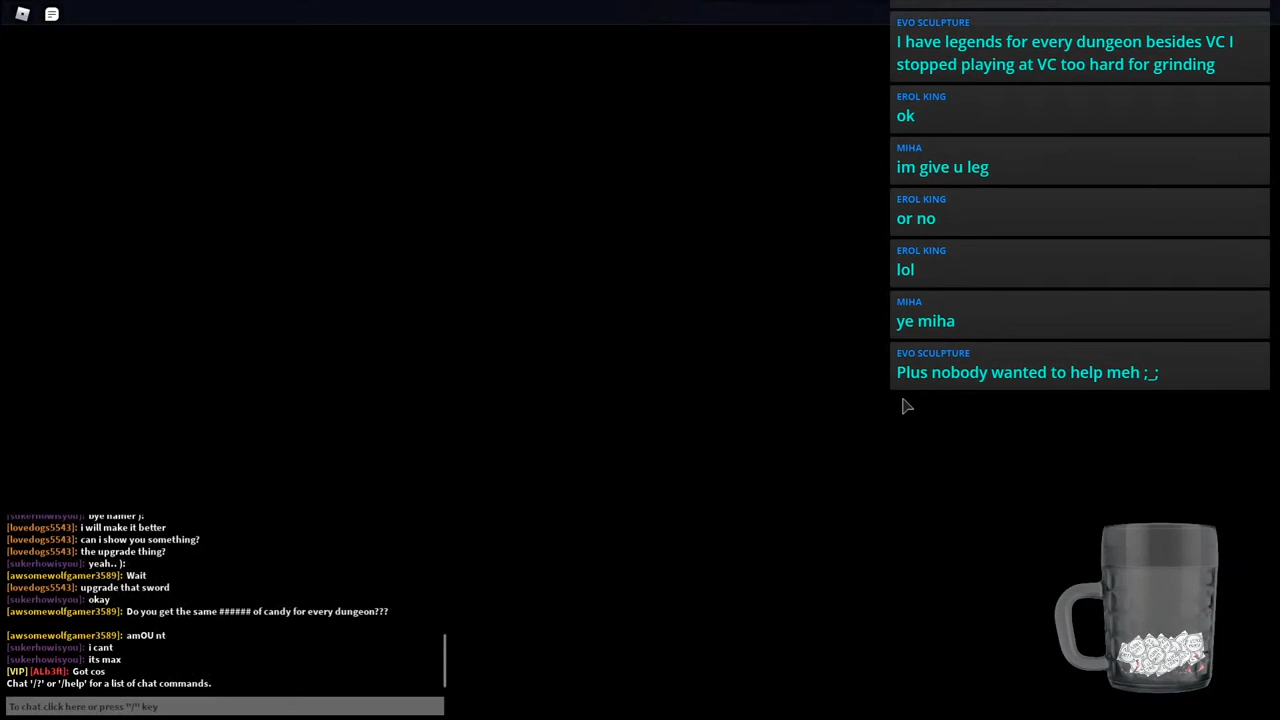 EVO SCULPTURE
I have legends for every dungeon besides VC I
stopped playing at VC too hard for grinding
EROL KING
ok
MIHA
im give u leg
EROL KING
or no
EROL KING
lol
MIHA
ye miha
EVO SCULPTURE
Plus nobody wanted to help meh ;_;
[lovedogs5543]: i will make it better
[lovedogs5543]: can i show you something?
[lovedogs5543]: the upgrade thing?
[sukerhowisyou]: yeah.. ):
[awsomewolfgamer3589]: Wait
[lovedogs5543]: upgrade that sword
[sukerhowisyou]: okay
[awsomewolfgamer3589]: Do you get the same ###### of candy for every dungeon???
[awsomewolfgamer3589]: amOU nt
[sukerhowisyou]: i cant
[sukerhowisyou]: its max
[VIP] [ALb3ft]: Got cos
Chat '/?' or '/help' for a list of chat commands.
To chat click here or press "/" key